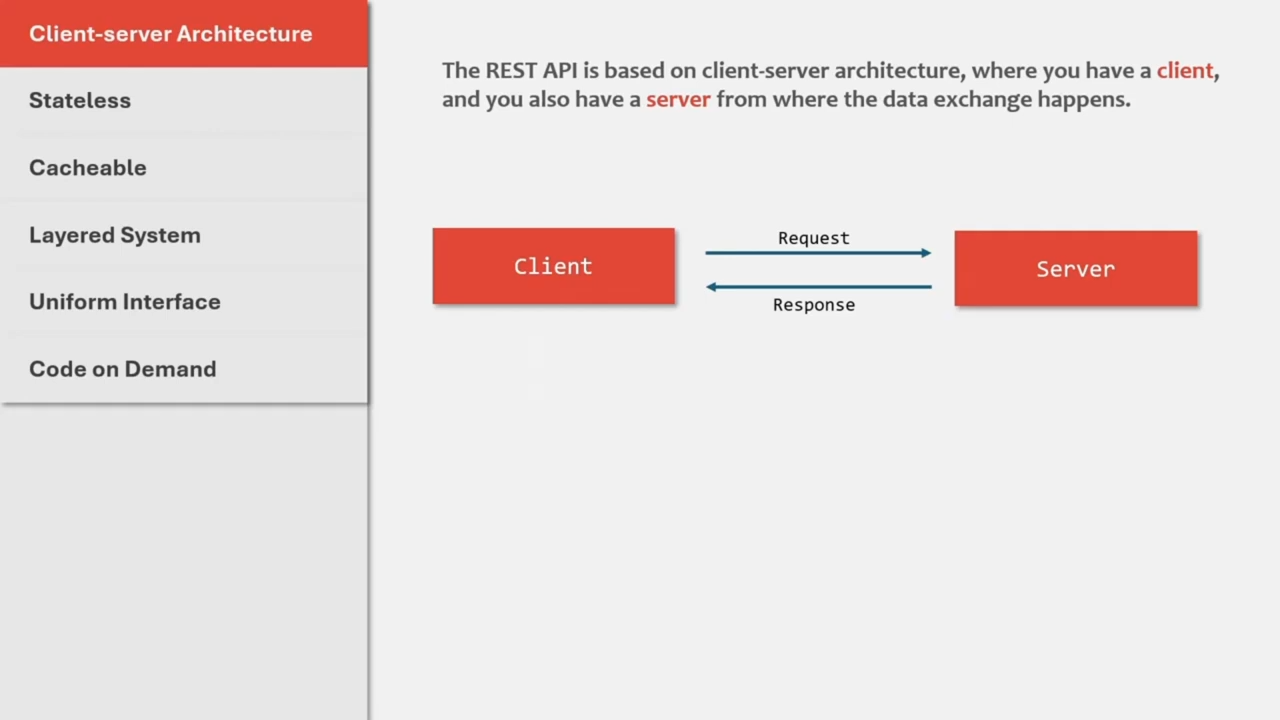 Client-server Architecture
Stateless
Cacheable
Layered System
Uniform Interface
Code on Demand
The REST API is based on client-server architecture, where you have a client,
and you also have a server from where the data exchange happens.
Client
Request
Response
Server